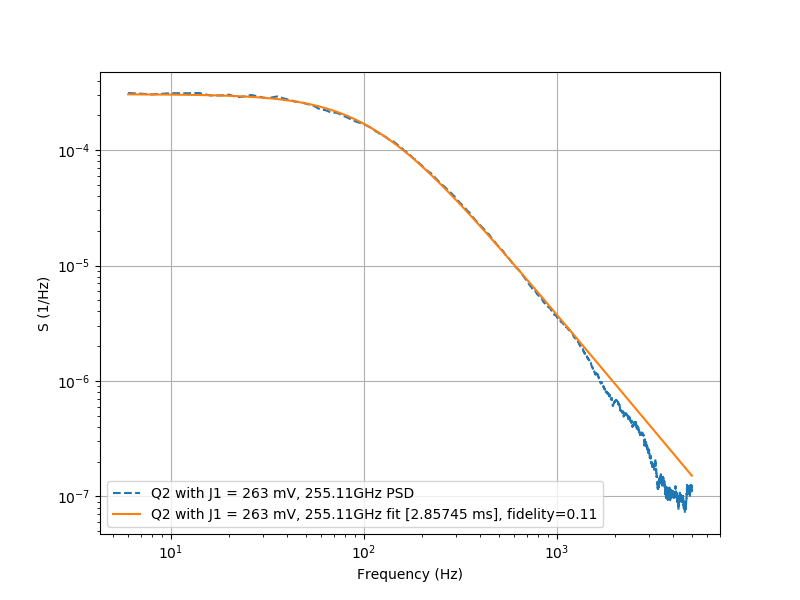 10⁻⁴
10⁻⁵
10⁻⁶
10⁻⁷
S (1/Hz)
Q2 with J1 = 263 mV, 255.11GHz PSD
Q2 with J1 = 263 mV, 255.11GHz fit [2.85745 ms], fidelity=0.11
10¹ 10² 10³
Frequency (Hz)